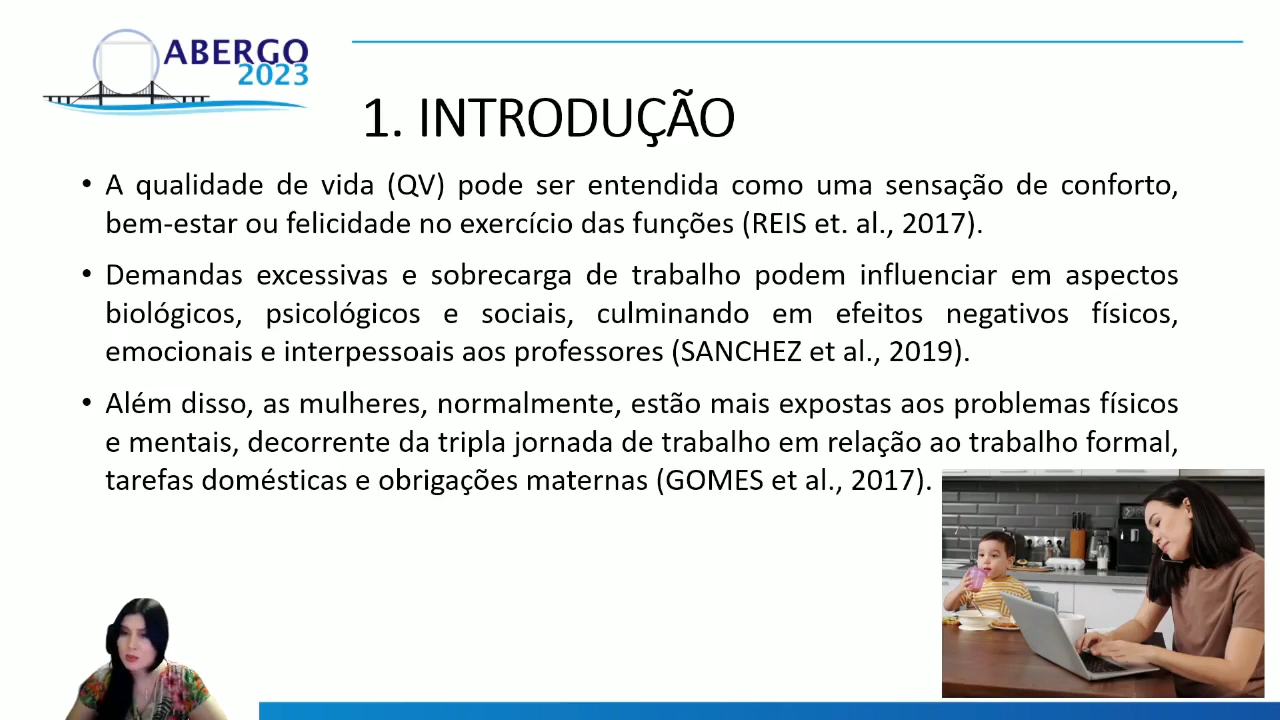 ABERGO
2023
1. INTRODUÇÃO
• A qualidade de vida (QV) pode ser entendida como uma sensação de conforto,
bem-estar ou felicidade no exercício das funções (REIS et. al., 2017).
• Demandas excessivas e sobrecarga de trabalho podem influenciar em aspectos
biológicos, psicológicos e sociais, culminando em efeitos negativos físicos,
emocionais e interpessoais aos professores (SANCHEZ et al., 2019).
• Além disso, as mulheres, normalmente, estão mais expostas aos problemas físicos
e mentais, decorrente da tripla jornada de trabalho em relação ao trabalho formal,
tarefas domésticas e obrigações maternas (GOMES et al., 2017).